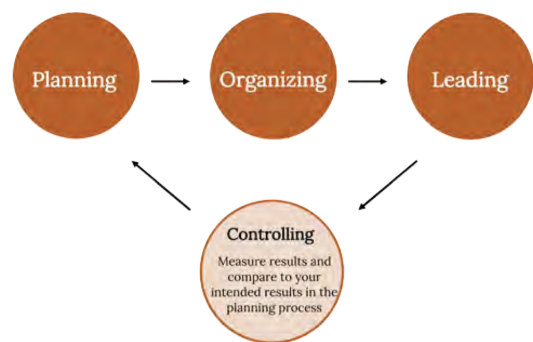 Planning
Organizing
Leading
Controlling
Measure results and
compare to your
intended results in the
planning process